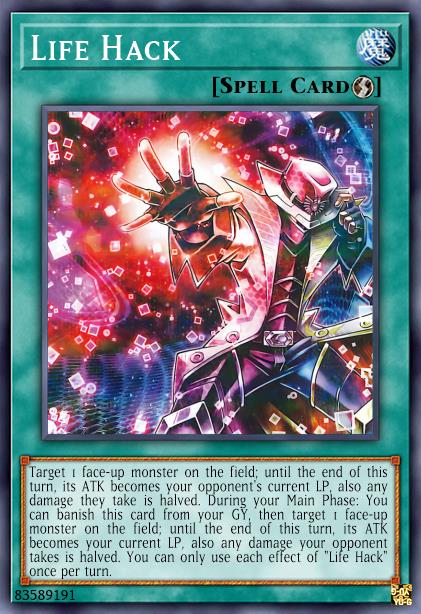 Life Hack
[Spell Card]
Target 1 face-up monster on the field; until the end of this
turn, its ATK becomes your opponent's current LP, also any
damage they take is halved. During your Main Phase: You
can banish this card from your GY, then target 1 face-up
monster on the field; until the end of this turn, its ATK
becomes your current LP, also any damage your opponent
takes is halved. You can only use each effect of "Life Hack"
once per turn.
83589191